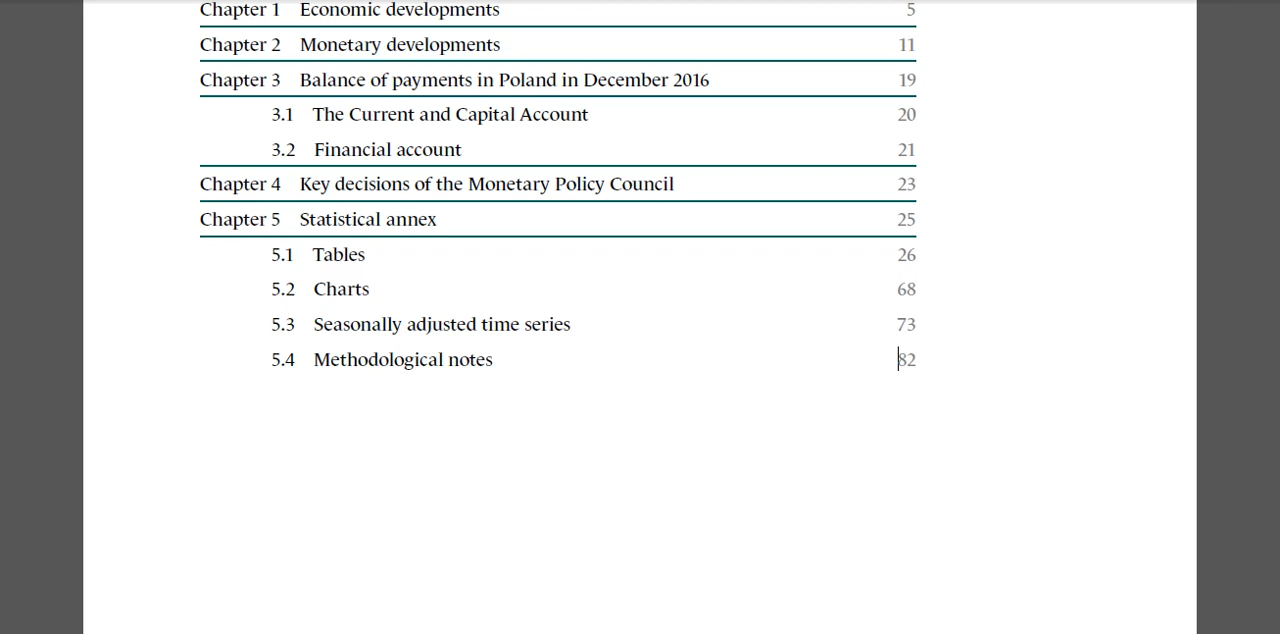 Chapter 1 Economic developments 5
Chapter 2 Monetary developments 11
Chapter 3 Balance of payments in Poland in December 2016 19
3.1 The Current and Capital Account 20
3.2 Financial account 21
Chapter 4 Key decisions of the Monetary Policy Council 23
Chapter 5 Statistical annex 25
5.1 Tables 26
5.2 Charts 68
5.3 Seasonally adjusted time series 73
5.4 Methodological notes 82